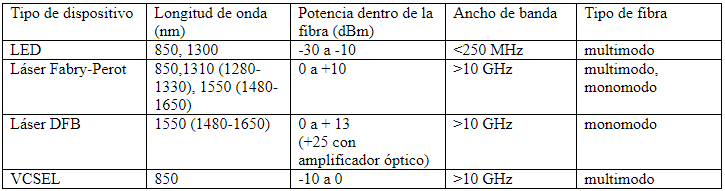 Tipo de dispositivo Longitud de onda Potencia dentro de la Ancho de banda Tipo de fibra
(nm) fibra (dBm)
LED 850, 1300 -30 a -10 <250 MHz multimodo
Láser Fabry-Perot 850,1310 (1280- 0 a +10 >10 GHz multimodo,
1330), 1550 (1480- monomodo
1650)
Láser DFB 1550 (1480-1650) 0 a + 13 >10 GHz monomodo
(+25 con
amplificador óptico)
VCSEL 850 -10 a 0 >10 GHz multimodo